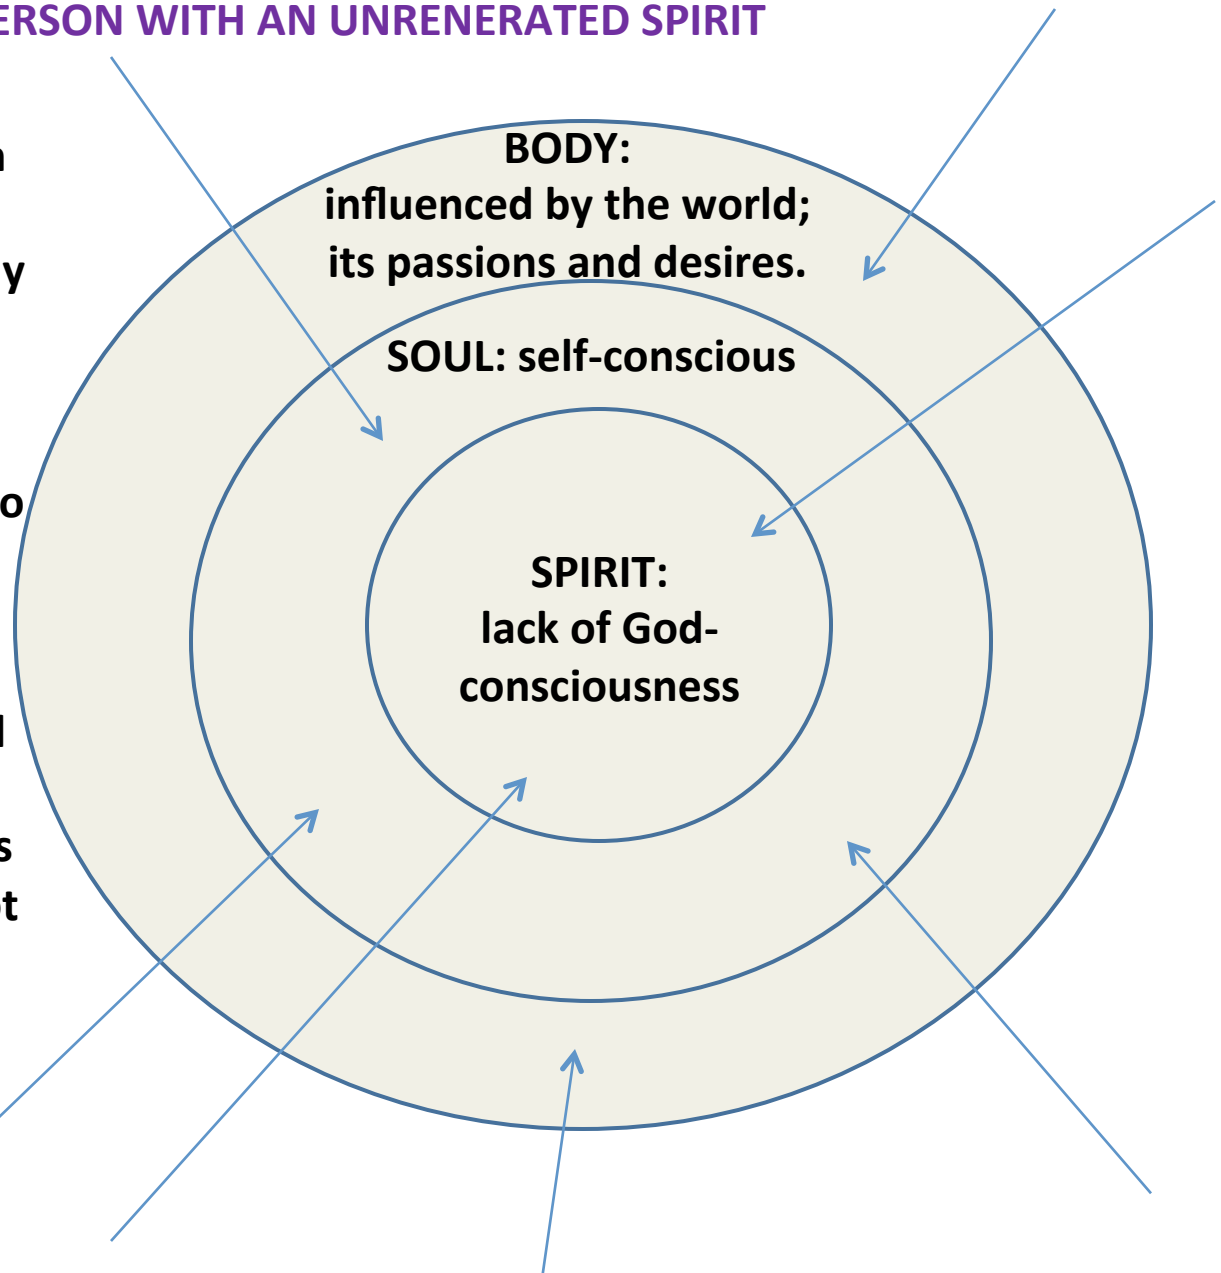 ERSON WITH AN UNRENERATED SPIRIT
BODY:
influenced by the world;
its passions and desires.
y
SOUL: self-conscious
o
SPIRIT:
lack of God-
consciousness
s